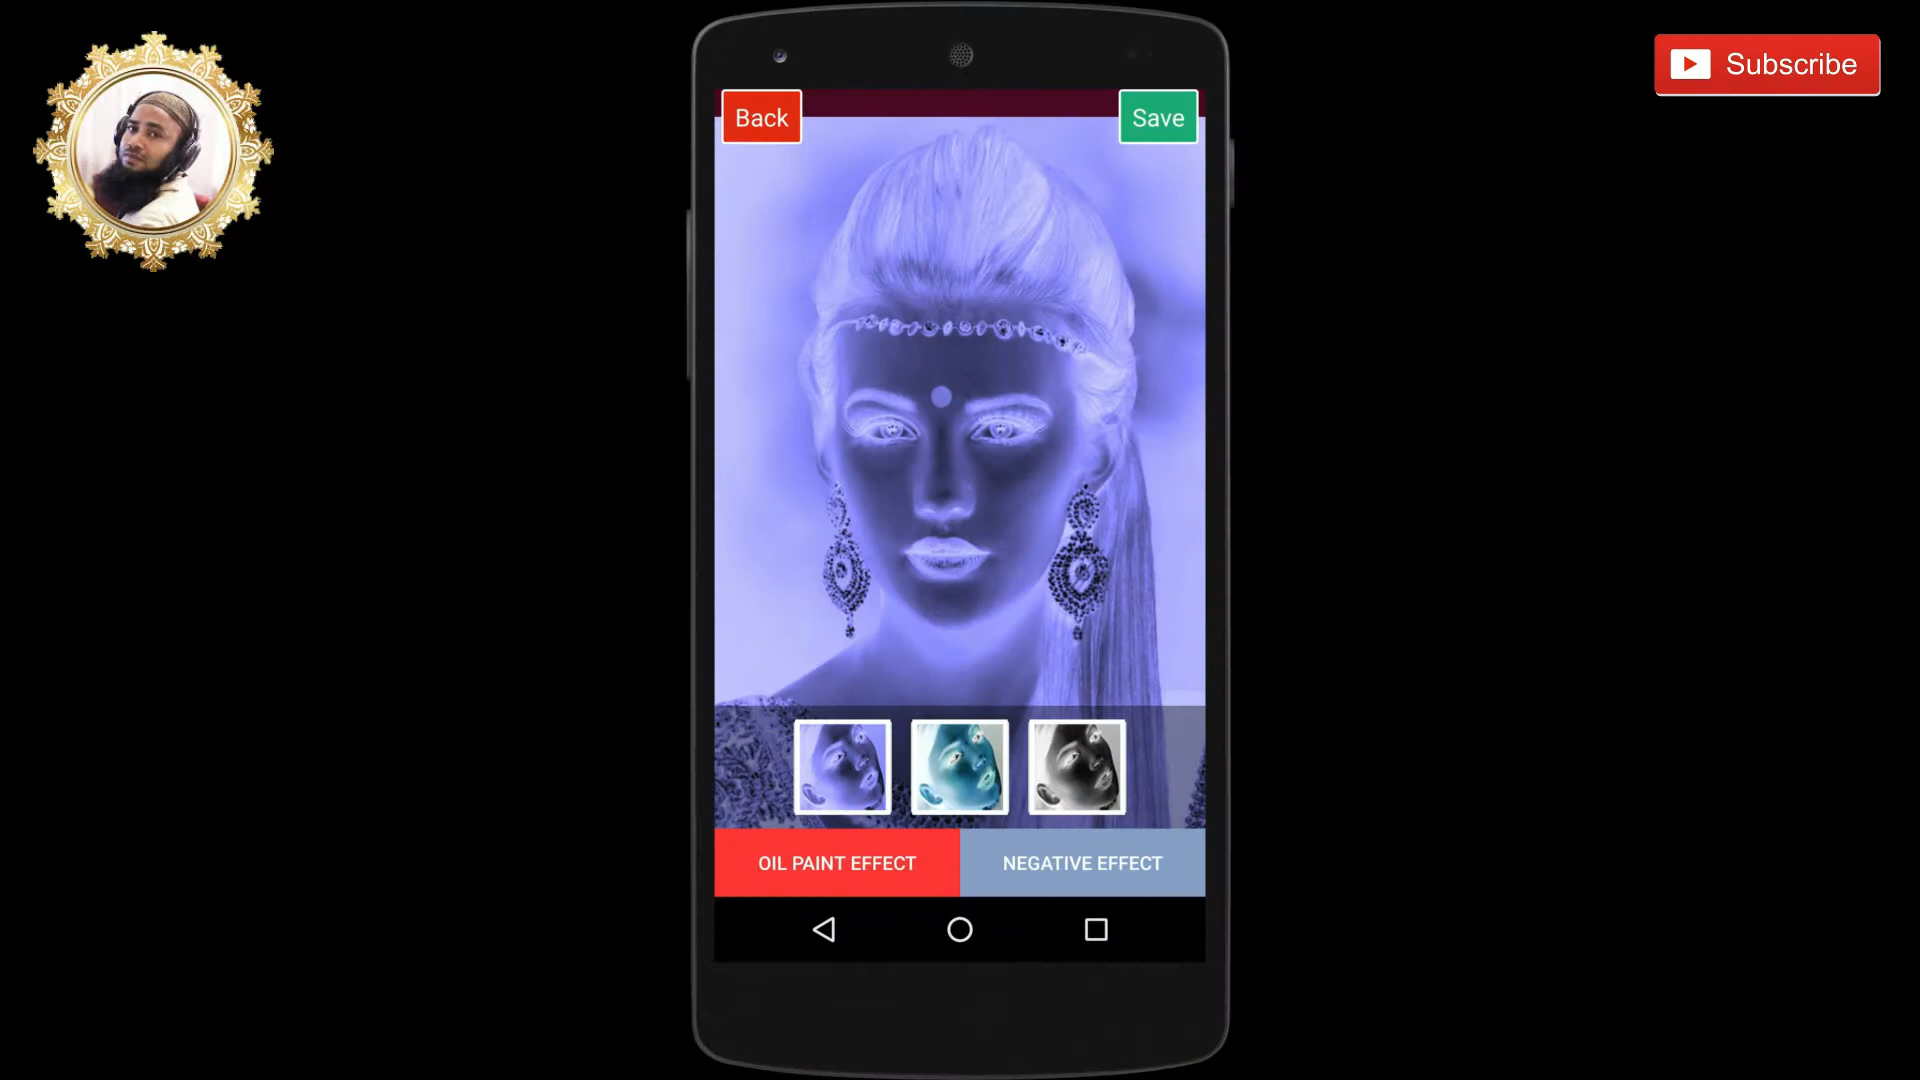 Back
Save
Subscribe
OIL PAINT EFFECT
NEGATIVE EFFECT